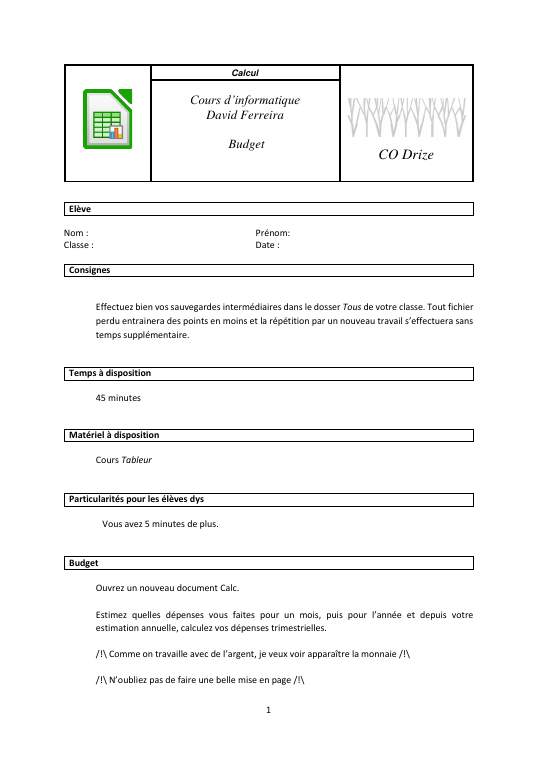 Calcul
Cours d’informatique
David Ferreira
Budget
CO Drize
Elève
Nom :
Prénom:
Classe :
Date :
Consignes
Effectuez bien vos sauvegardes intermédiaires dans le dosser Tous de votre classe. Tout fichier
perdu entrainera des points en moins et la répétition par un nouveau travail s’effectuera sans
temps supplémentaire.
Temps à disposition
45 minutes
Matériel à disposition
Cours Tableur
Particularités pour les élèves dys
Vous avez 5 minutes de plus.
Budget
Ouvrez un nouveau document Calc.
Estimez quelles dépenses vous faites pour un mois, puis pour l’année et depuis votre
estimation annuelle, calculez vos dépenses trimestrielles.
/!\ Comme on travaille avec de l’argent, je veux voir apparaître la monnaie /!\
/!\ N’oubliez pas de faire une belle mise en page /!\
1